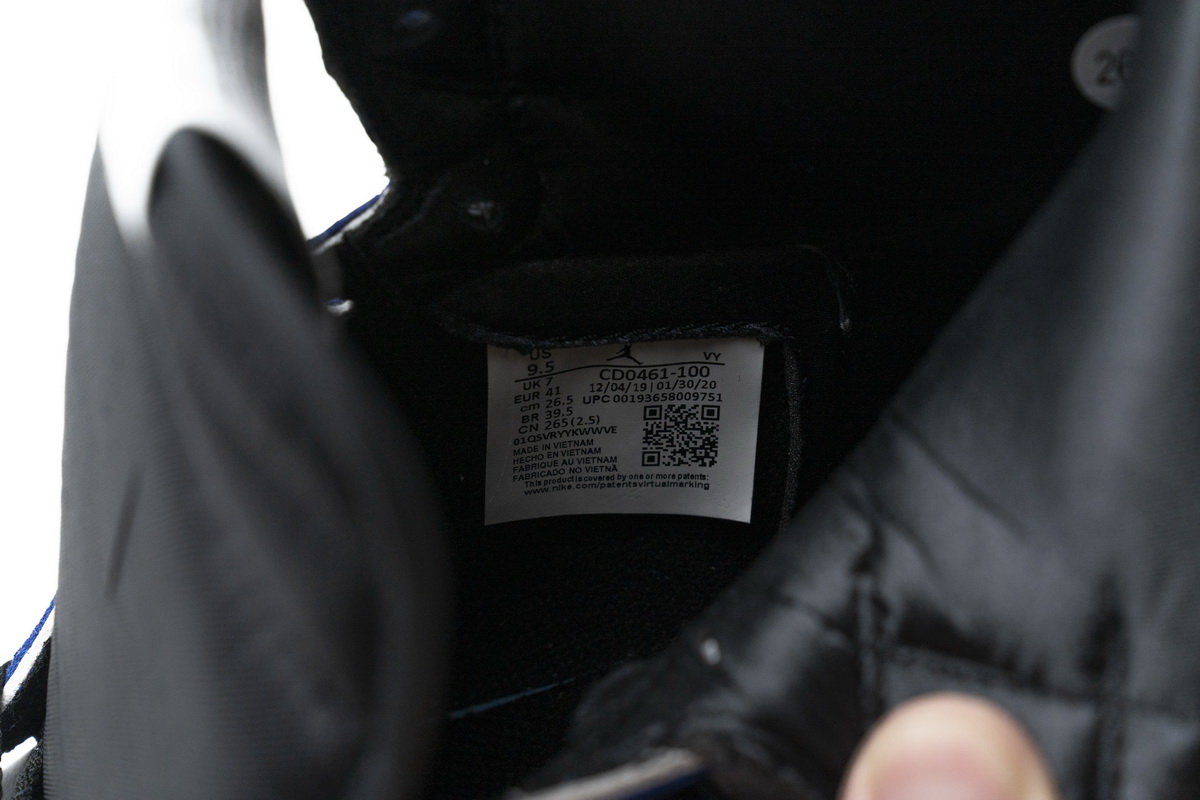 26
US
9.5
VY
UK 7
CD0461-100
EUR 41
12/04/19 | 01/30/20
cm 26.5
UPC 00193658009751
BR 39.5
CN 265(2.5)
01QSVRYYKWWVE
MADE IN VIETNAM
HECHO EN VIETNAM
FABRIQUE AU VIETNAM
FABRICADO NO VIETNÃ
This product is covered by one or more patents:
www.nike.com/patentsvirtualmarking